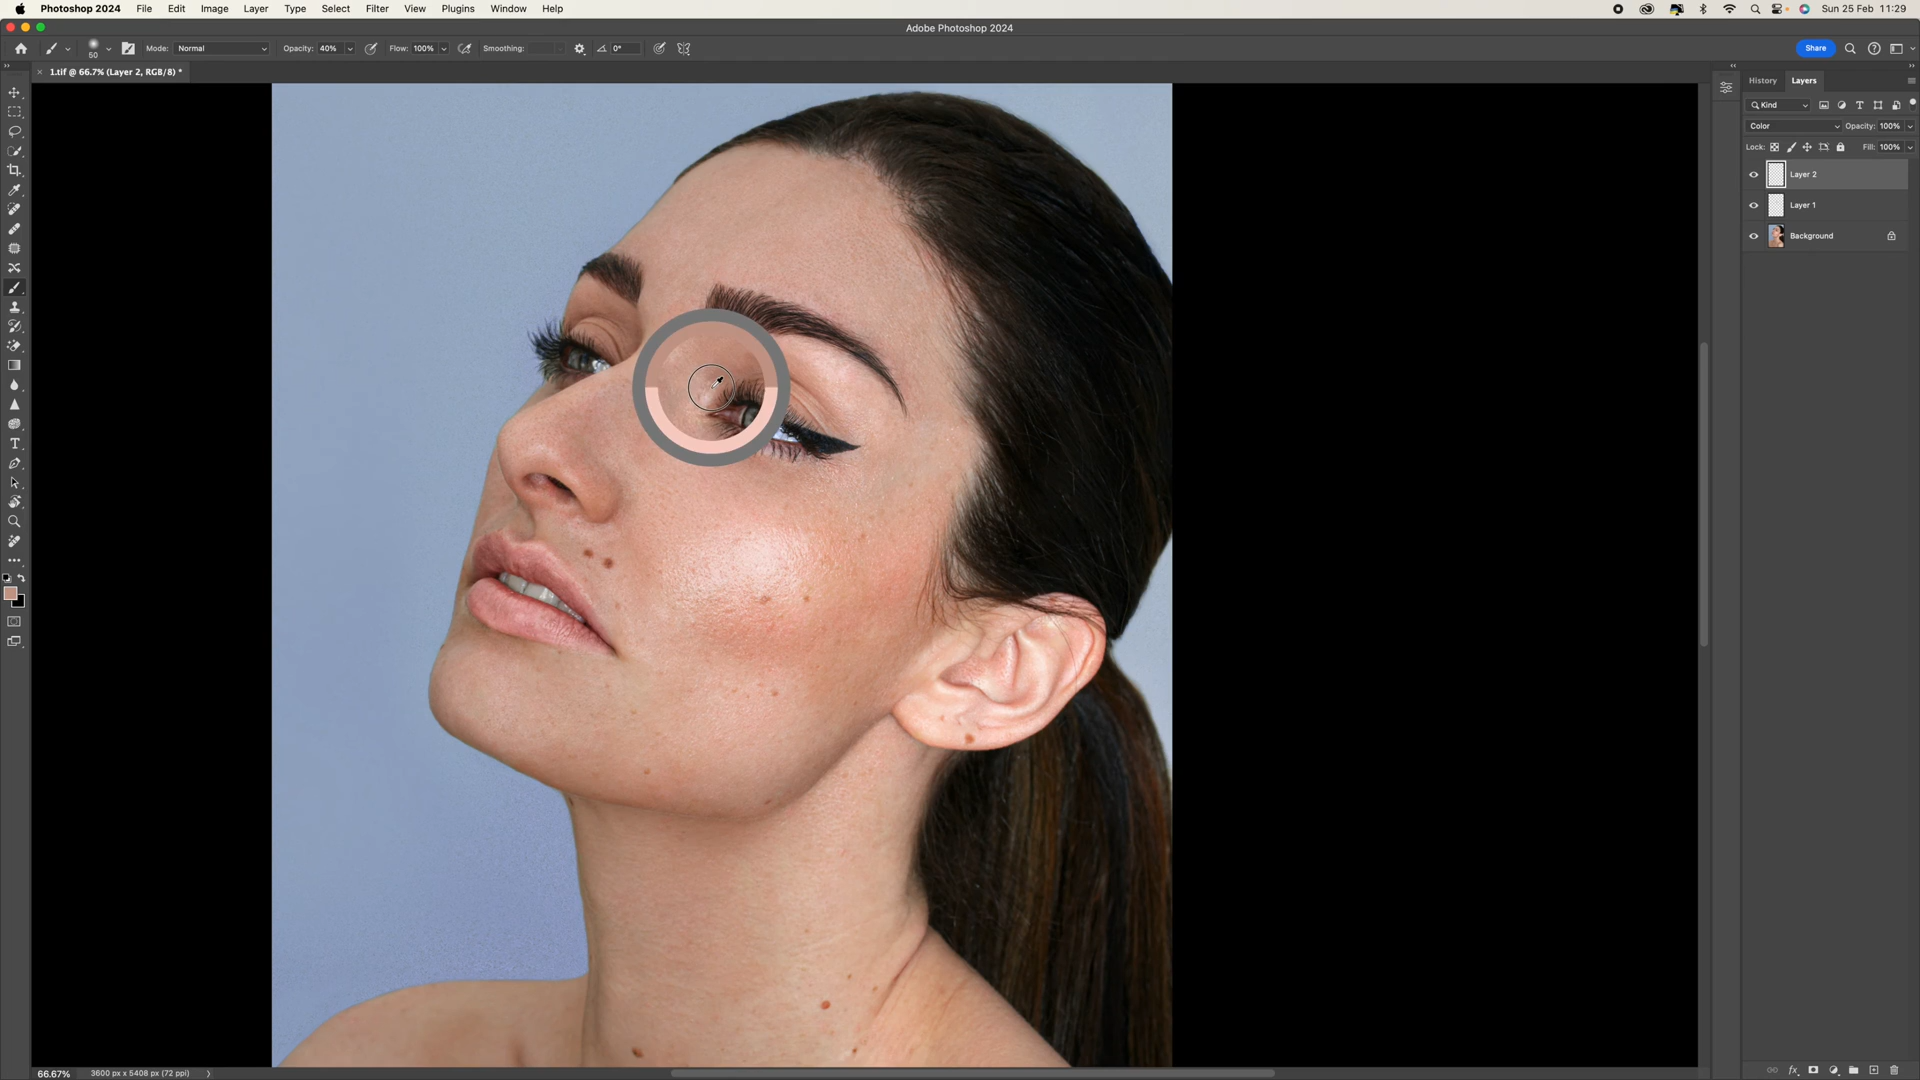 Photoshop 2024 File Edit Image Layer Type Select Filter View Plugins Window Help Sun 25 Feb 11:29
Adobe Photoshop 2024
50 Mode: Normal Opacity: 40% Flow: 100% Smoothing: 0° Share
1.tif @ 66.7% (Layer 2, RGB/8) *
History Layers
Kind
Color Opacity: 100%
Lock: Fill: 100%
Layer 2
Layer 1
Background
66.67% 3600 px x 5408 px (72 ppi)